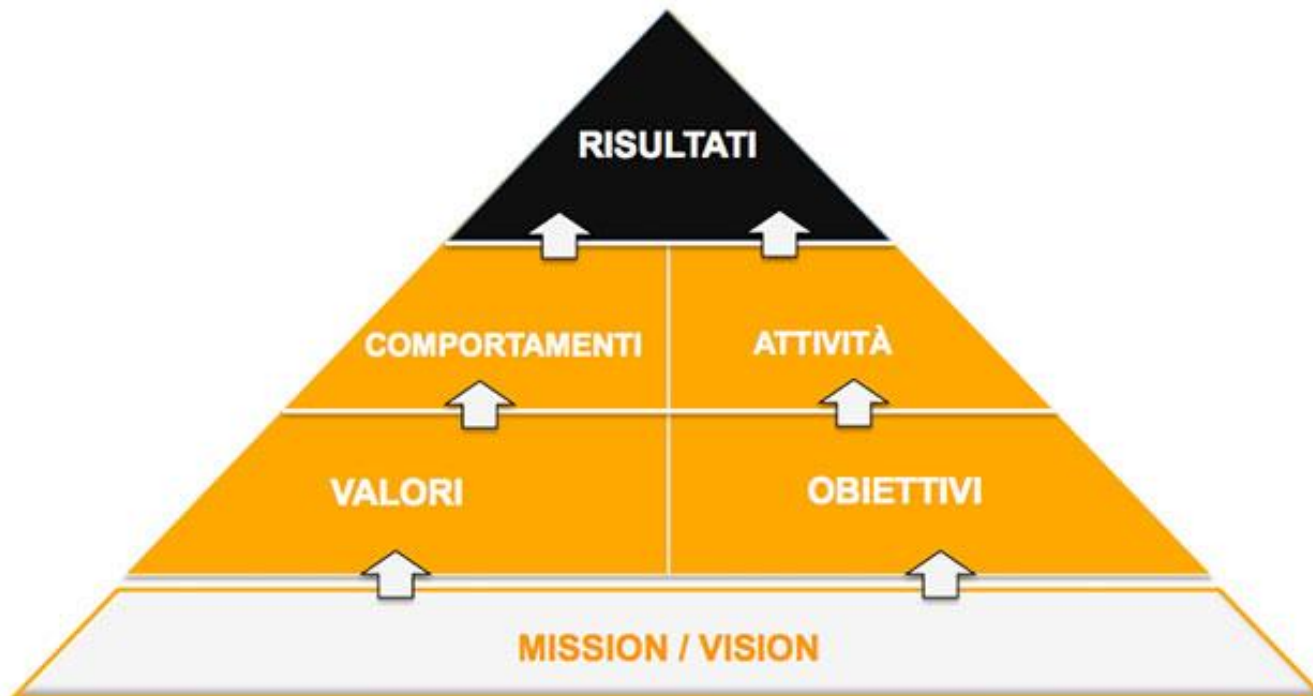 RISULTATI
COMPORTAMENTI
ATTIVITÀ
VALORI
OBIETTIVI
MISSION / VISION